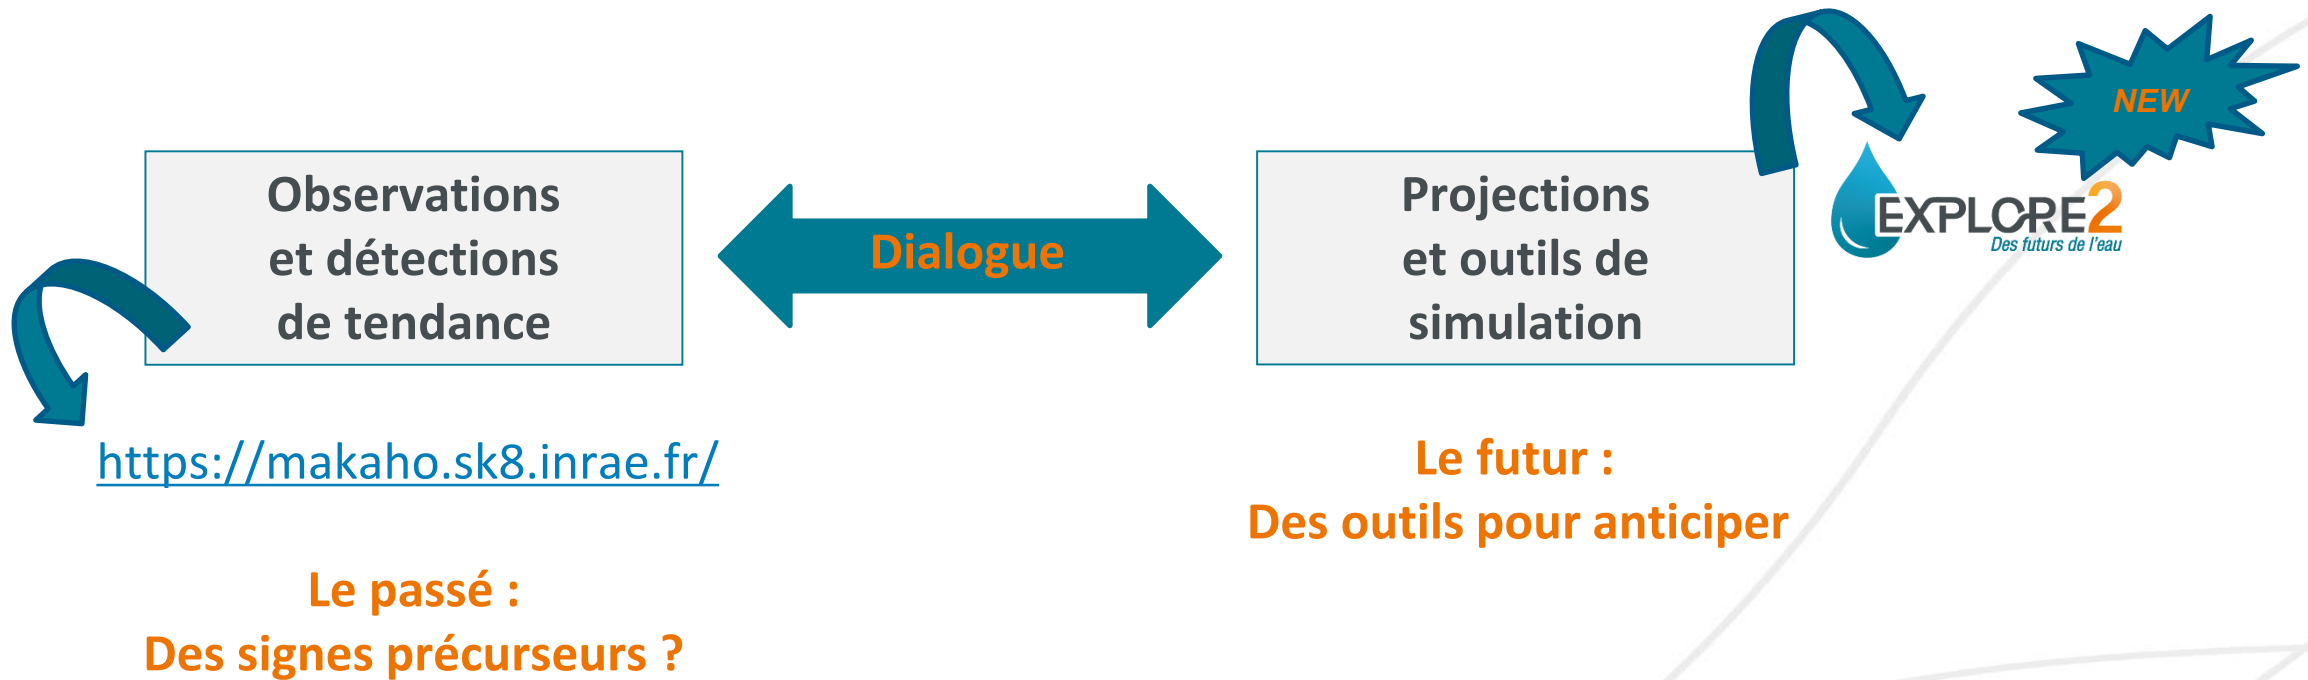 Observations
et détections
de tendance
https://makaho.sk8.inrae.fr/
Le passé :
Des signes précurseurs ?
Dialogue
Projections
et outils de
simulation
Le futur :
Des outils pour anticiper
EXPLORE2
Des futurs de l'eau
NEW